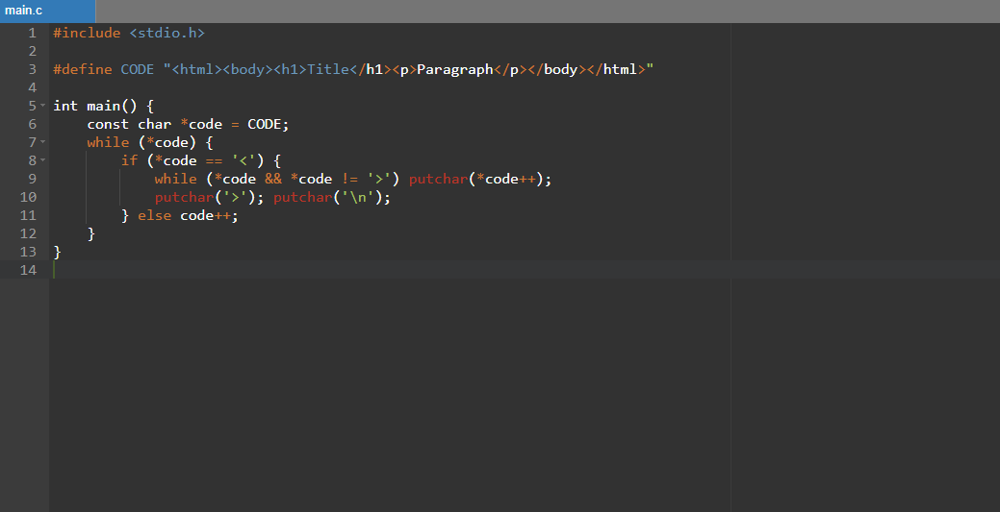 main.c
1 #include <stdio.h>
2
3 #define CODE "<html><body><h1>Title</h1><p>Paragraph</p></body></html>"
4
5 int main() {
6     const char *code = CODE;
7     while (*code) {
8         if (*code == '<') {
9             while (*code && *code != '>') putchar(*code++);
10             putchar('>'); putchar('\n');
11         } else code++;
12     }
13 }
14